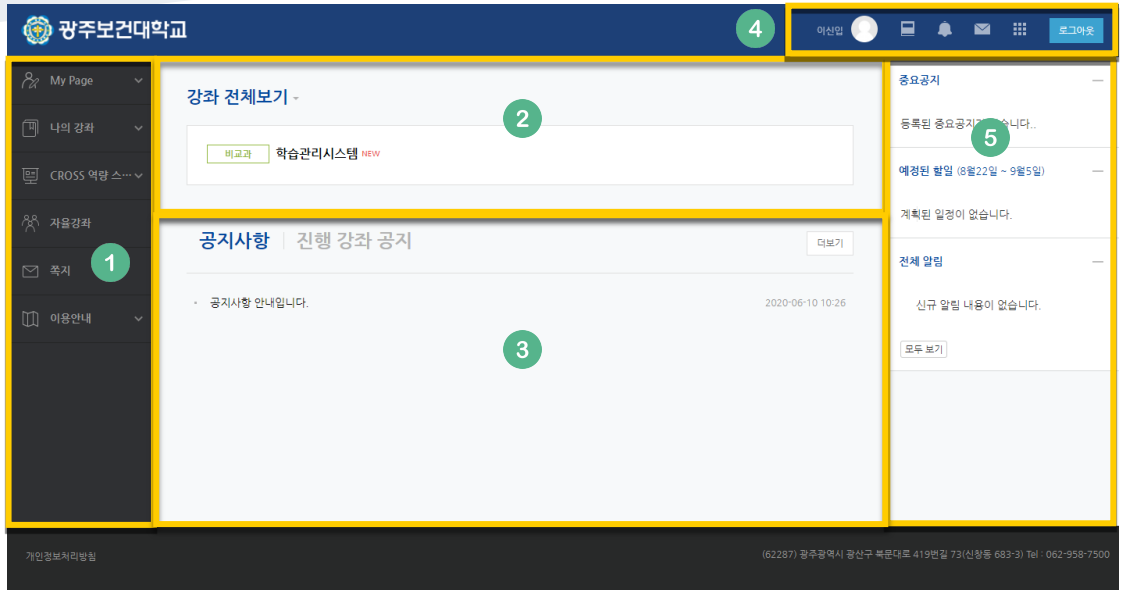 광주보건대학교
4
이신입
로그아웃
My Page
나의 강좌
CROSS 역량 스…
자율강좌
1
쪽지
이용안내
강좌 전체보기
2
비교과 학습관리시스템 NEW
공지사항 진행 강좌 공지
더보기
공지사항 안내입니다. 2020-06-10 10:26
3
중요공지
등록된 중요공지 습니다..
5
예정된 할일 (8월22일 ~ 9월5일)
계획된 일정이 없습니다.
전체 알림
신규 알림 내용이 없습니다.
모두 보기
개인정보처리방침
(62287) 광주광역시 광산구 북문대로 419번길 73(신창동 683-3) Tel : 062-958-7500